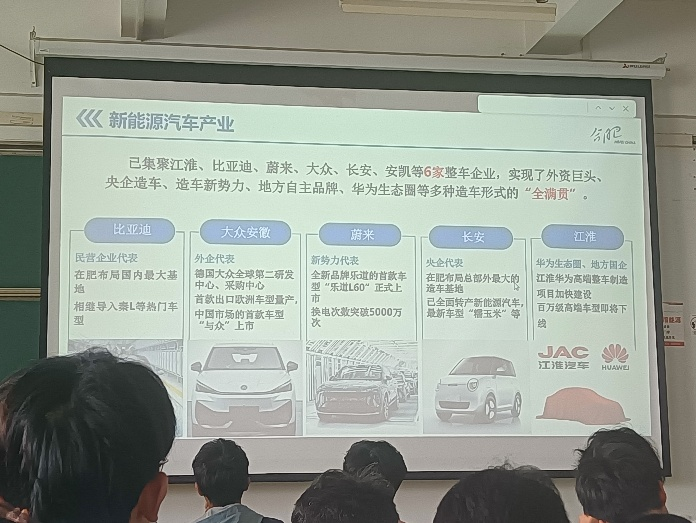 新能源汽车产业
合肥
已集聚江淮、比亚迪、蔚来、大众、长安、安凯等6家整车企业，实现了外资巨头、
央企造车、造车新势力、地方自主品牌、华为生态圈等多种造车形式的“全满贯”。
比亚迪
民营企业代表
在肥布局国内最大基
地
相继导入秦L等热门车
型
大众安徽
外企代表
德国大众全球第二研发
中心、采购中心
首款出口欧洲车型量产，
中国市场的首款车型
“与众”上市
蔚来
新势力代表
全新品牌乐道的首款车
型“乐道L60”正式上
市
换电次数突破5000万
次
长安
央企代表
在肥布局总部外最大的
造车基地
已全面转产新能源汽车，
最新车型“糯玉米”等
江淮
华为生态圈、地方国企
江淮华为高端整车制造
项目加快建设
百万级高端车型即将下
线
JAC
江淮汽车
HUAWEI